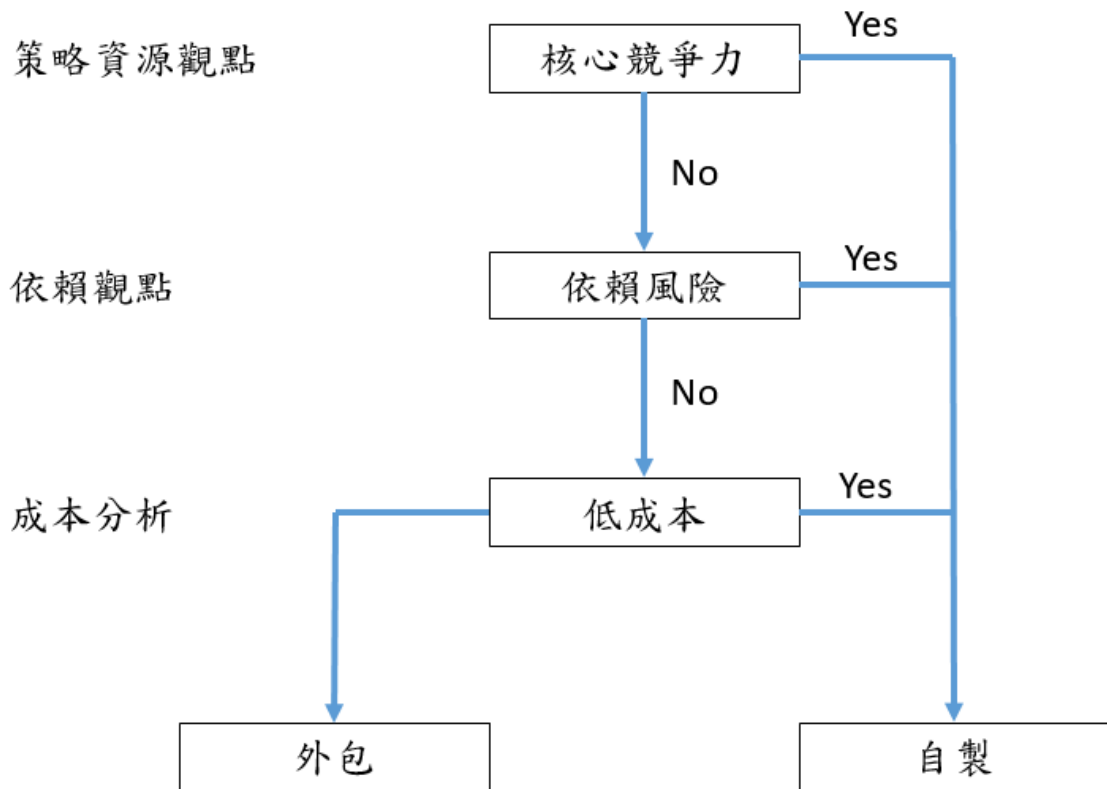 Yes
策略資源觀點
核心競爭力
No
依賴觀點
依賴風險
Yes
No
成本分析
低成本
Yes
外包
自製